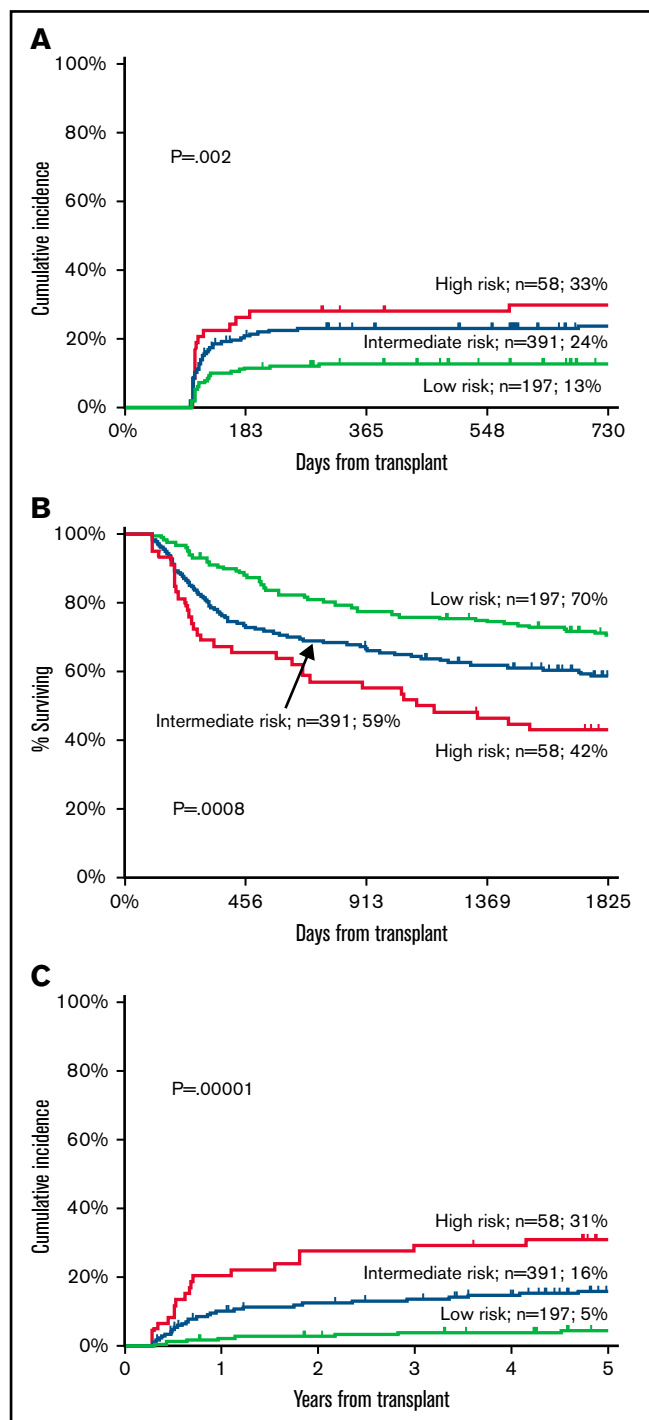 A
100%
80%
60%
40%
20%
0%
Cumulative incidence
P=.002
High risk; n=58; 33%
Intermediate risk; n=391; 24%
Low risk; n=197; 13%
0%
183
365
548
730
Days from transplant
B
100%
80%
60%
40%
20%
0%
% Surviving
Low risk; n=197; 70%
Intermediate risk; n=391; 59%
High risk; n=58; 42%
P=.0008
0%
456
913
1369
1825
Days from transplant
C
100%
80%
60%
40%
20%
0%
Cumulative incidence
P=.00001
High risk; n=58; 31%
Intermediate risk; n=391; 16%
Low risk; n=197; 5%
0
1
2
3
4
5
Years from transplant